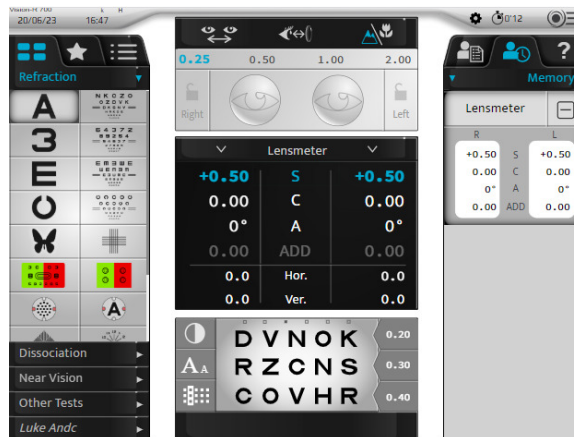 Vision-R 700
20/06/23 16:47 L H 0'12
Refraction
A
3
E
Dissociation
Near Vision
Other Tests
Luke Andc
0.25 0.50 1.00 2.00
Right Left
Lensmeter
+0.50 S +0.50
0.00 C 0.00
0° A 0°
0.00 ADD 0.00
0.0 Hor. 0.0
0.0 Ver. 0.0
D V N O K 0.20
R Z C N S 0.30
C O V H R 0.40
?
Memory
Lensmeter
R L
+0.50 S +0.50
0.00 C 0.00
0° A 0°
0.00 ADD 0.00